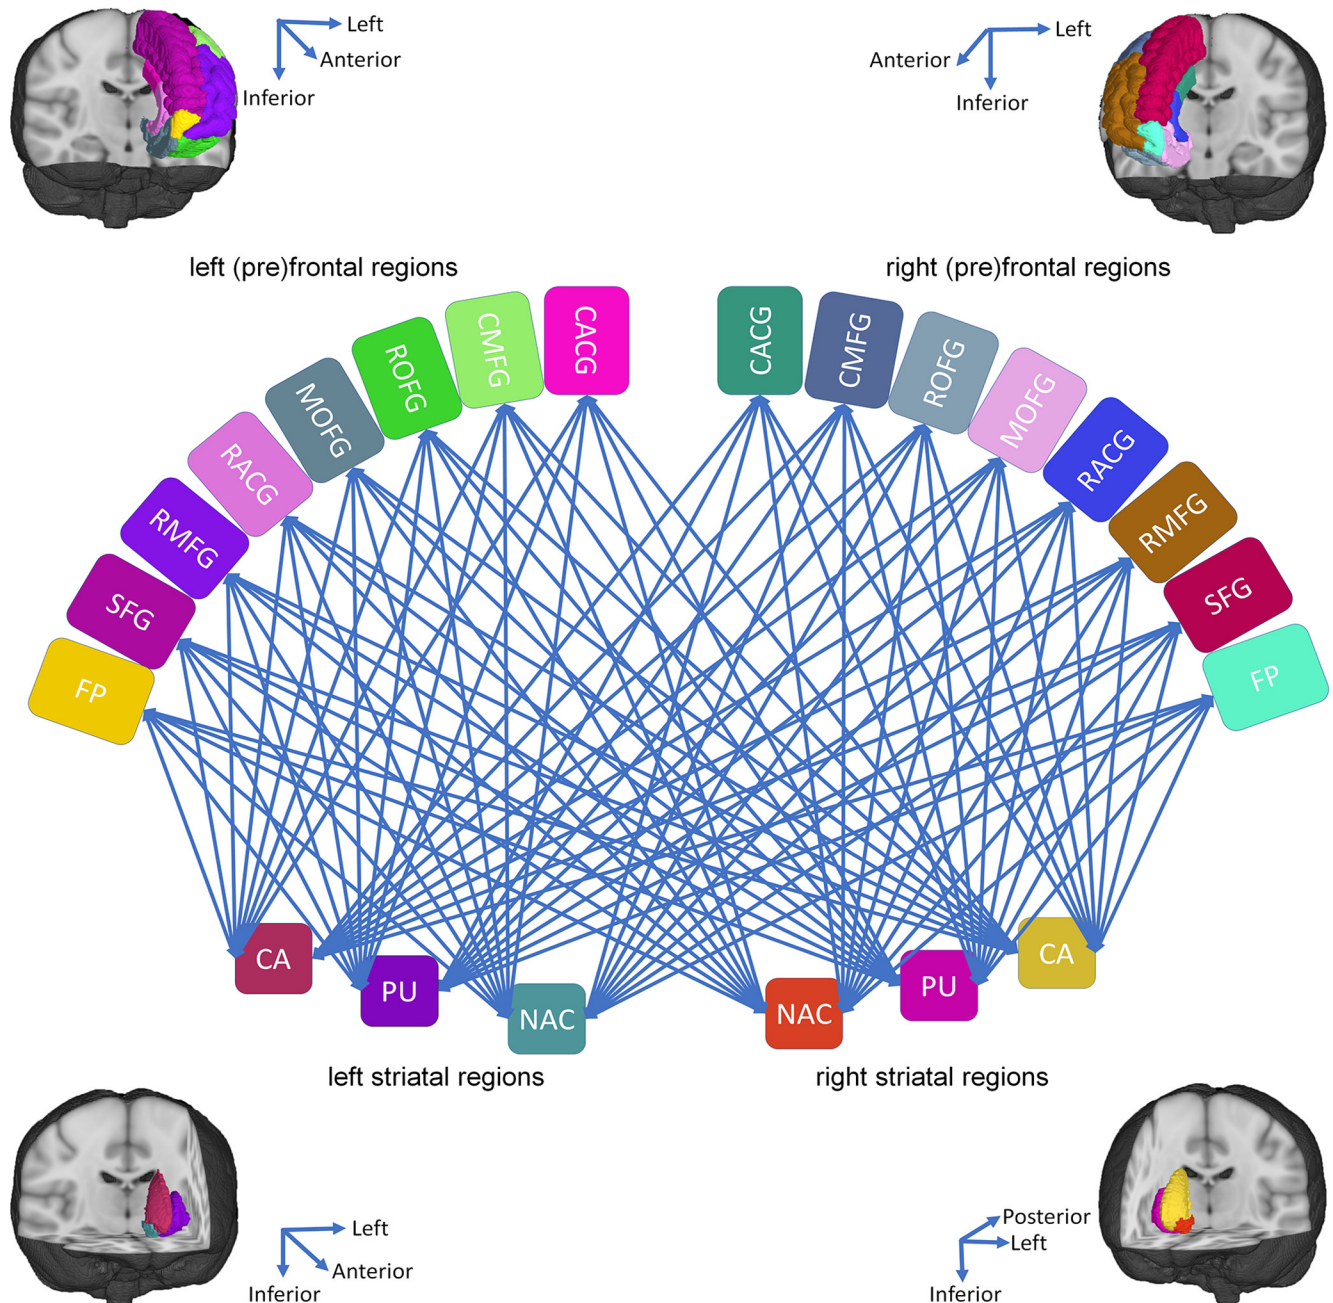 Left
Anterior
Inferior
Left
Anterior
Inferior
left (pre)frontal regions
right (pre)frontal regions
CACG
CMFG
ROFG
MOFG
RACG
RMFG
SFG
FP
CACG
CMFG
ROFG
MOFG
RACG
RMFG
SFG
FP
CA
PU
NAC
NAC
PU
CA
left striatal regions
right striatal regions
Left
Anterior
Inferior
Posterior
Left
Inferior